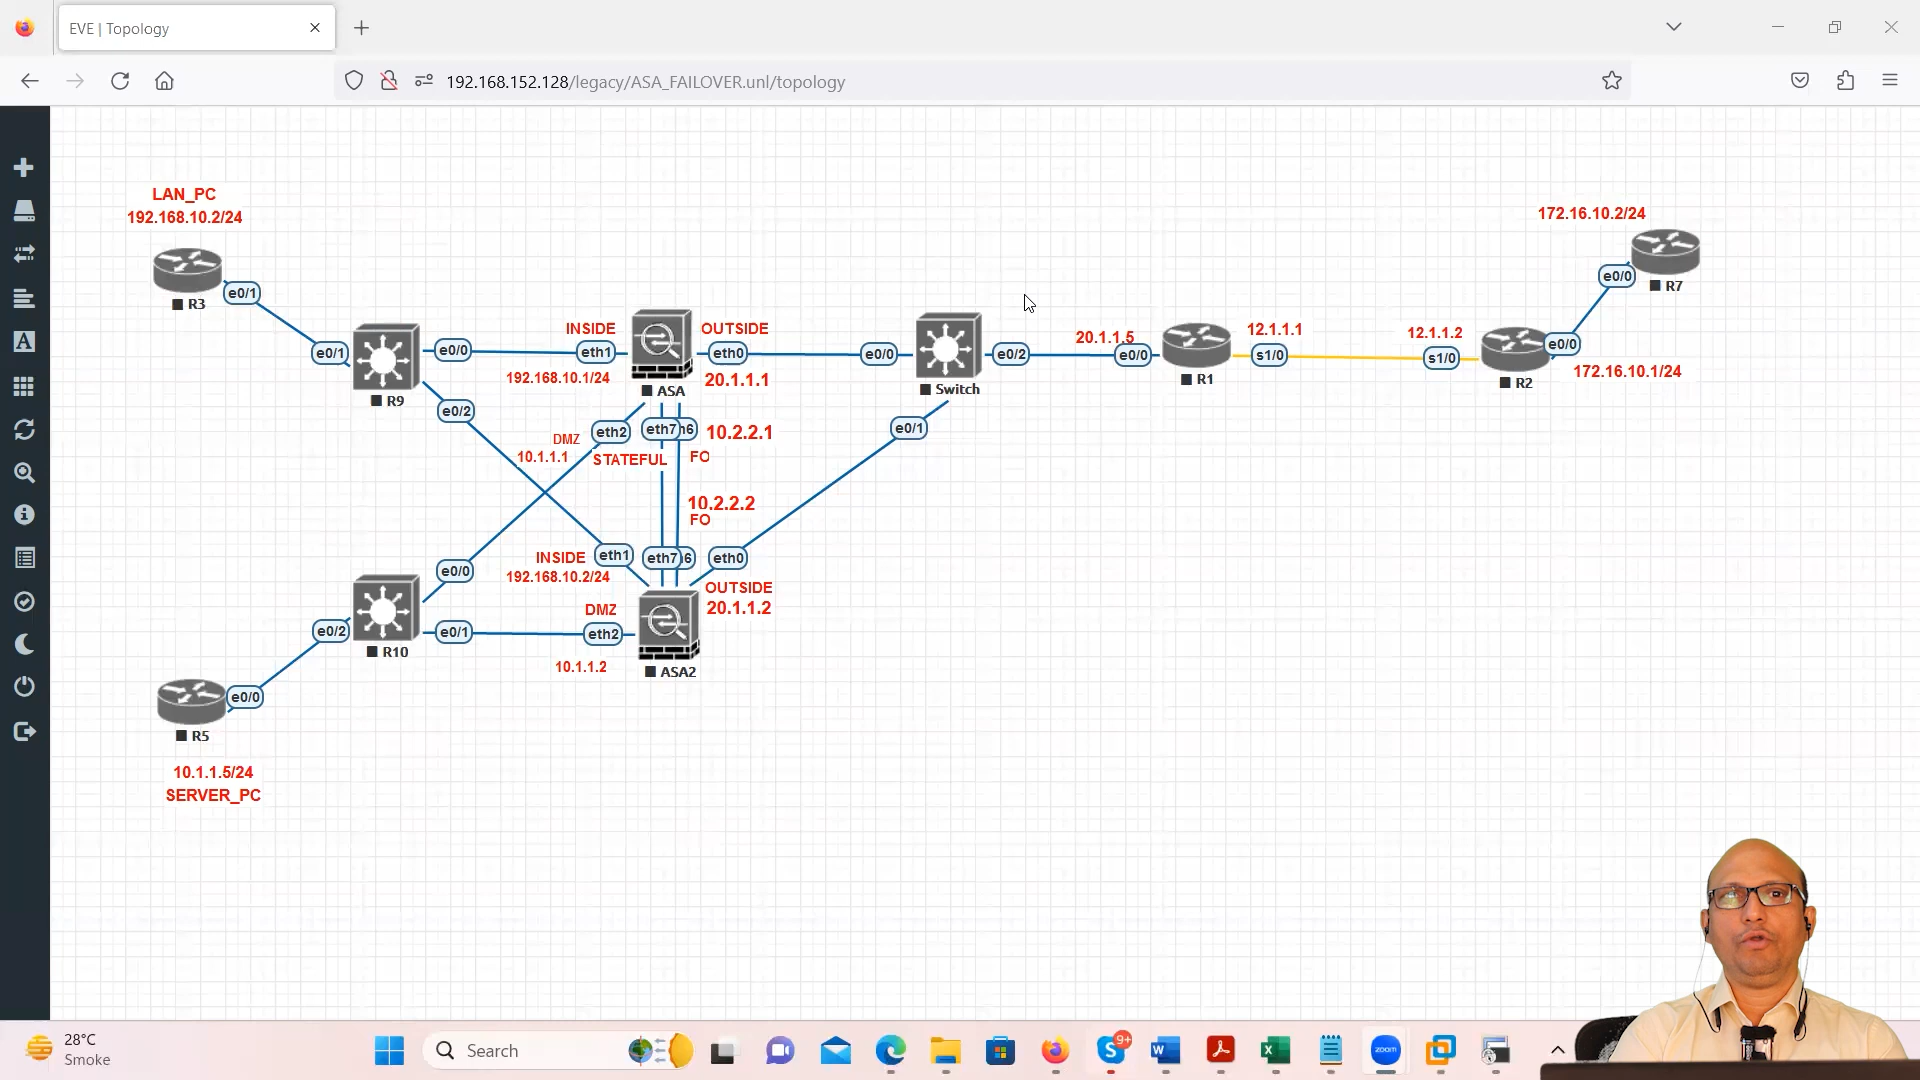 EVE | Topology
192.168.152.128/legacy/ASA_FAILOVER.unl/topology
LAN_PC
192.168.10.2/24
R3
e0/1
e0/1
R9
e0/0
e0/2
INSIDE
eth1
192.168.10.1/24
ASA
OUTSIDE
eth0
20.1.1.1
e0/0
Switch
e0/2
e0/1
20.1.1.5
e0/0
R1
12.1.1.1
s1/0
12.1.1.2
s1/0
R2
e0/0
172.16.10.1/24
172.16.10.2/24
e0/0
R7
DMZ
10.1.1.1
eth2
eth7
h6
10.2.2.1
STATEFUL
FO
10.2.2.2
FO
INSIDE
192.168.10.2/24
eth1
eth7
6
eth0
OUTSIDE
20.1.1.2
e0/0
R10
e0/2
e0/1
DMZ
eth2
10.1.1.2
ASA2
e0/0
R5
10.1.1.5/24
SERVER_PC
28°C
Smoke
Search
9+
W
X
zoom